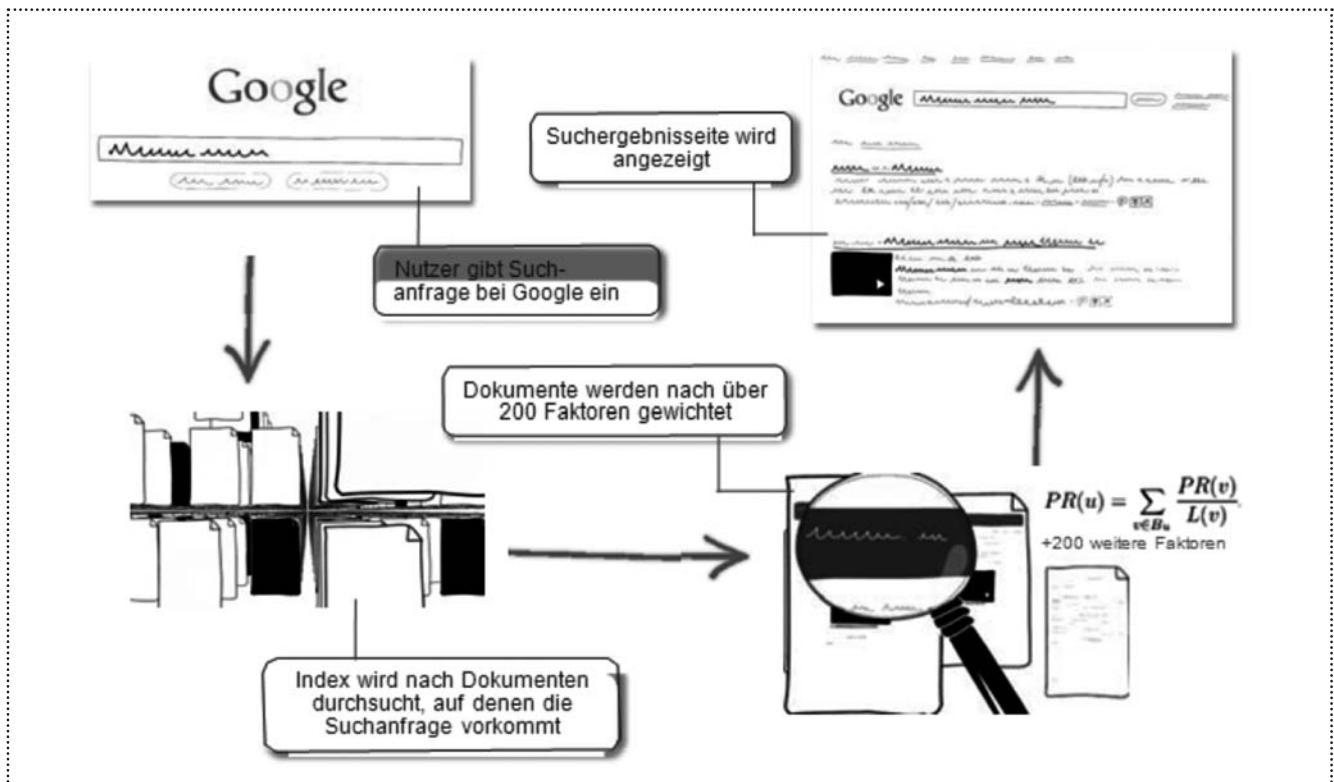 Google
Nutzer gibt Such-
anfrage bei Google ein
Index wird nach Dokumenten
durchsucht, auf denen die
Suchanfrage vorkommt
Dokumente werden nach über
200 Faktoren gewichtet
PR(u) = ∑ v∈Bu PR(v) / L(v)
+200 weitere Faktoren
Suchergebnisseite wird
angezeigt
Google